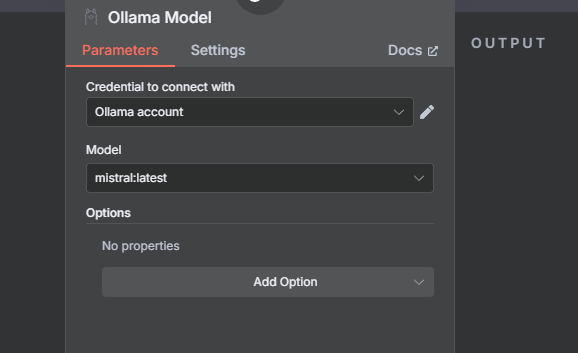 Ollama Model
Parameters Settings Docs
OUTPUT
Credential to connect with
Ollama account
Model
mistral:latest
Options
No properties
Add Option